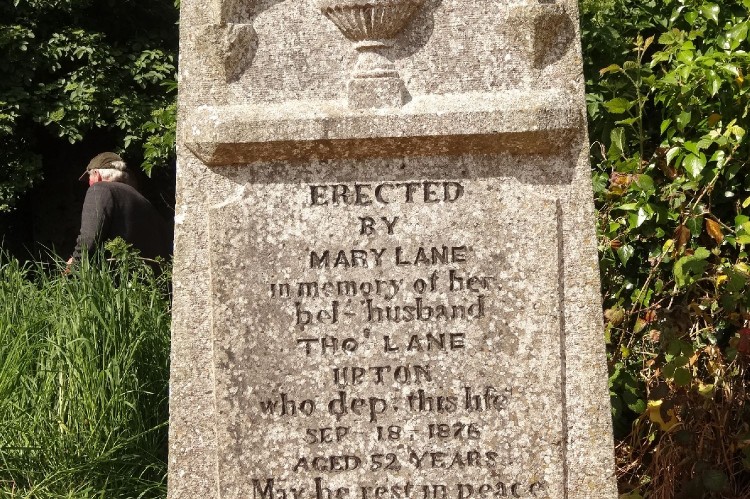 ERECTED
BY
MARY LANE
in memory of her
bel- husband
THOS LANE
UPTON
who dep. this life
SEP - 18 - 1876
AGED 52 YEARS
May he rest in peace